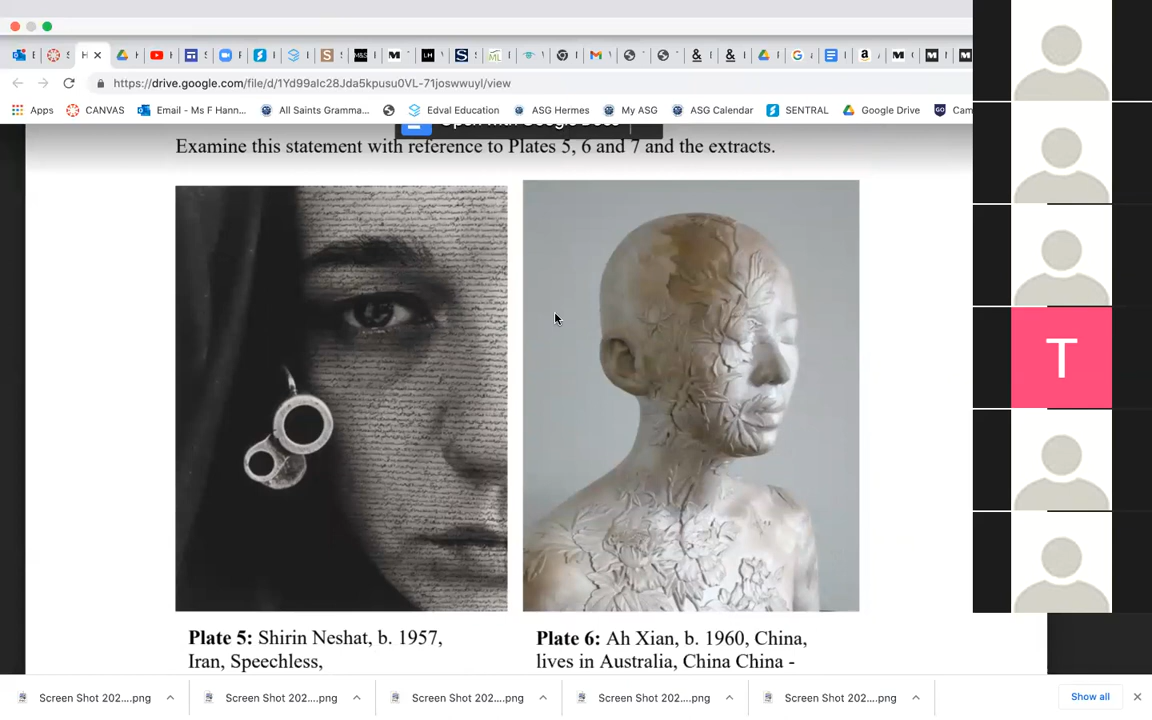 https://drive.google.com/file/d/1Yd99aIc28Jda5kpusu0VL-71joswwuyl/view
Apps CANVAS Email - Ms F Hann... All Saints Gramma... Edval Education ASG Hermes My ASG ASG Calendar SENTRAL Google Drive Cam
Examine this statement with reference to Plates 5, 6 and 7 and the extracts.
T
Plate 5: Shirin Neshat, b. 1957,
Iran, Speechless,
Plate 6: Ah Xian, b. 1960, China,
lives in Australia, China China -
Screen Shot 202....png Screen Shot 202....png Screen Shot 202....png Screen Shot 202....png Screen Shot 202....png Show all